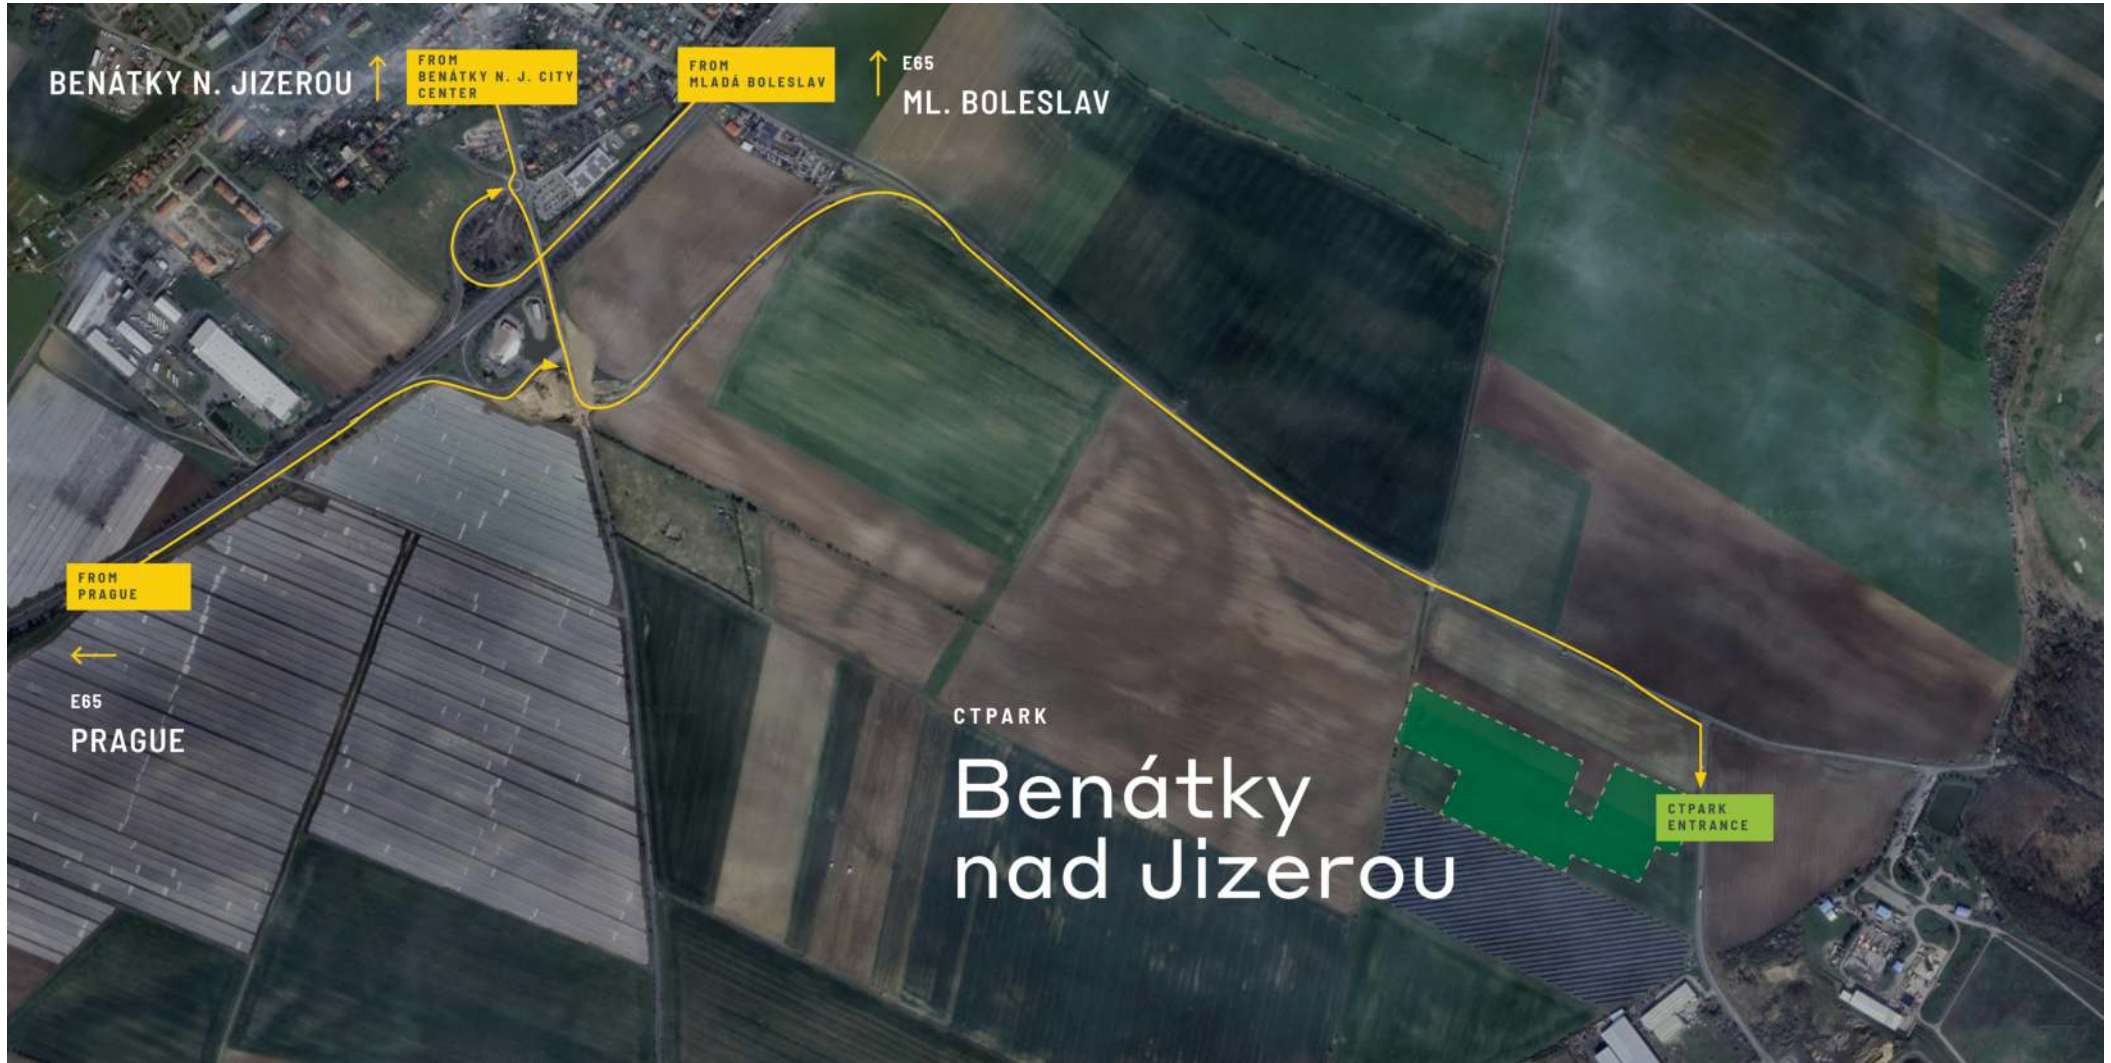 BENÁTKY N. JIZEROU
FROM
BENÁTKY N. J. CITY
CENTER
FROM
MLADÁ BOLESLAV
E65
ML. BOLESLAV
FROM
PRAGUE
E65
PRAGUE
CTPARK
Benátky
nad Jizerou
CTPARK
ENTRANCE